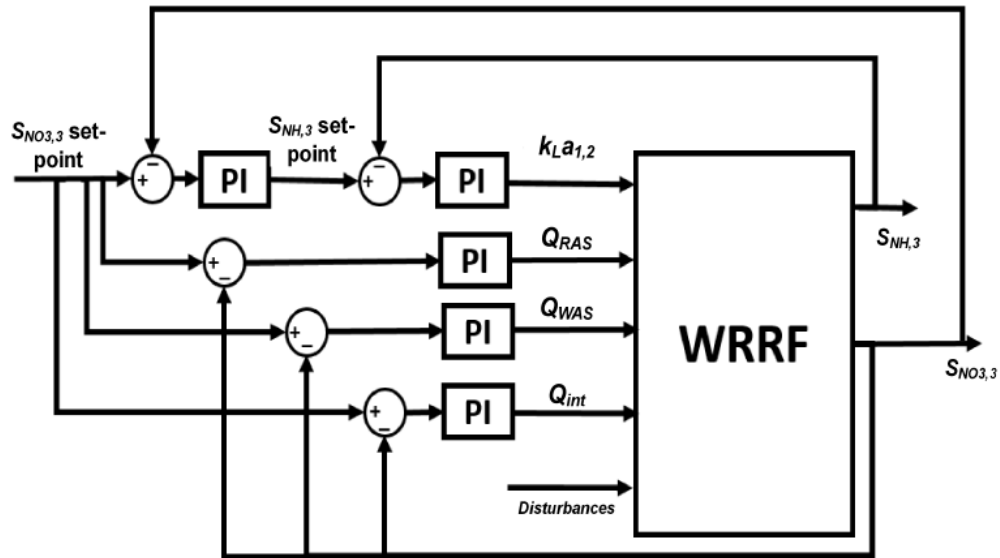 S_NO3,3 set-
point
S_NH,3 set-
point
k_La_1,2
−
+
PI
−
+
PI
S_NH,3
Q_RAS
+
−
PI
Q_WAS
+
−
PI
WRRF
S_NO3,3
Q_int
+
−
PI
Disturbances